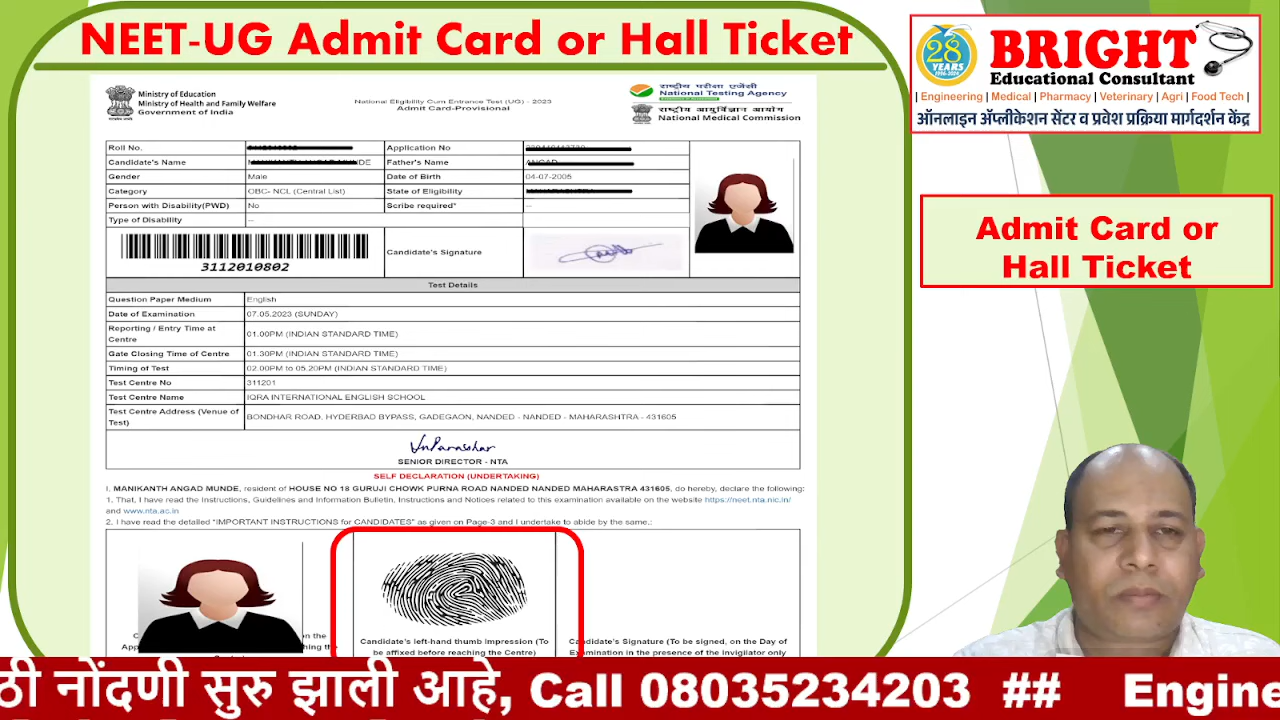 NEET-UG Admit Card or Hall Ticket
Ministry of Education
Ministry of Health and Family Welfare
Government of India
National Eligibility Cum Entrance Test (UG) - 2023
Admit Card-Provisional
राष्ट्रीय परीक्षा एजेंसी
National Testing Agency
राष्ट्रीय आयुर्विज्ञान आयोग
National Medical Commission
Roll No.
Application No
Candidate's Name
Father's Name
Gender Male
Date of Birth 04-07-2005
Category OBC- NCL (Central List)
State of Eligibility
Person with Disability(PWD) No
Scribe required* --
Type of Disability --
3112010802
Candidate's Signature
Test Details
Question Paper Medium English
Date of Examination 07.05.2023 (SUNDAY)
Reporting / Entry Time at
Centre 01.00PM (INDIAN STANDARD TIME)
Gate Closing Time of Centre 01.30PM (INDIAN STANDARD TIME)
Timing of Test 02.00PM to 05.20PM (INDIAN STANDARD TIME)
Test Centre No 311201
Test Centre Name IQRA INTERNATIONAL ENGLISH SCHOOL
Test Centre Address (Venue of
Test) BONDHAR ROAD, HYDERBAD BYPASS, GADEGAON, NANDED - NANDED - MAHARASHTRA - 431605
SENIOR DIRECTOR - NTA
SELF DECLARATION (UNDERTAKING)
I, MANIKANTH ANGAD MUNDE, resident of HOUSE NO 18 GURUJI CHOWK PURNA ROAD NANDED NANDED MAHARASTRA 431605, do hereby, declare the following:
1. That, I have read the Instructions, Guidelines and Information Bulletin, Instructions and Notices related to this examination available on the website https://neet.nta.nic.in/
and www.nta.ac.in
2. I have read the detailed "IMPORTANT INSTRUCTIONS for CANDIDATES" as given on Page-3 and I undertake to abide by the same.:
Candidate's left-hand thumb impression (To
be affixed before reaching the Centre)
Candidate's Signature (To be signed, on the Day of
Examination in the presence of the invigilator only
28
YEARS
1996-2024
BRIGHT
Educational Consultant
| Engineering | Medical | Pharmacy | Veterinary | Agri | Food Tech |
ऑनलाइन ॲप्लीकेशन सेंटर व प्रवेश प्रक्रिया मार्गदर्शन केंद्र
Admit Card or
Hall Ticket
ठी नोंदणी सुरु झाली आहे, Call 08035234203 ## Engine